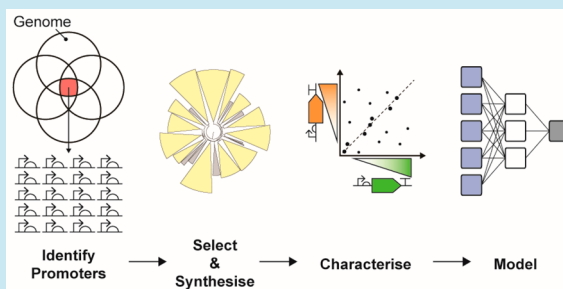 Genome
Identify
Promoters
Select
&
Synthesise
Characterise
Model